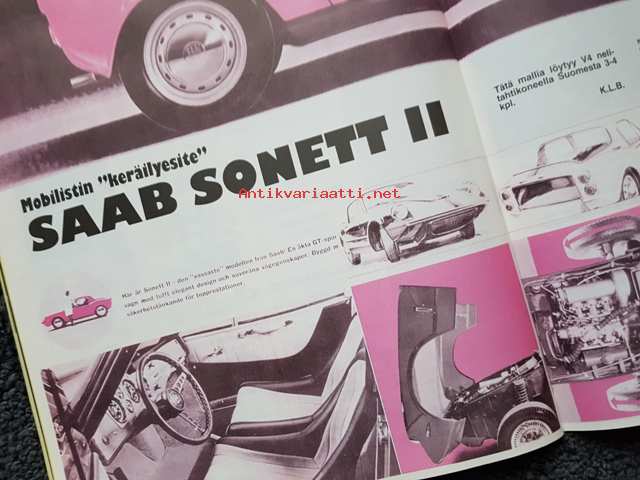 Tätä mallia löytyy V4 neli-
tahtikoneella Suomesta 3-4
kpl.
K.L.B.
Mobilistin "keräilyesite"
SAAB SONETT II
Antikvariaatti.net
Här är Sonett II - den "vassaste" modellen från Saab. En äkta GT-
vagn med tufft elegant design och suveräna vägegenskaper. Byggd
säkerhetstänkande för topprestationer.